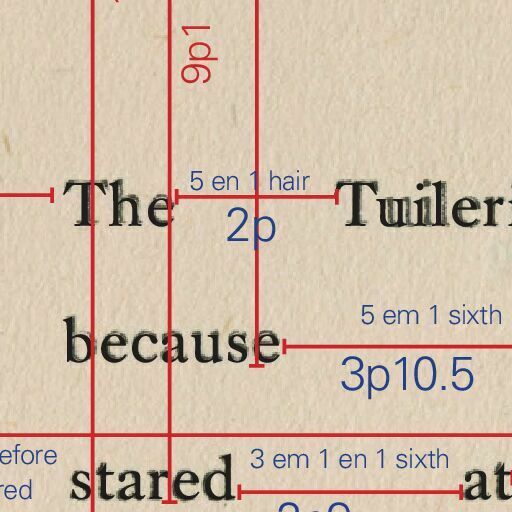 9p1
5 en 1 hair
The Tuileri
2p
5 em 1 sixth
because
3p10.5
efore
3 em 1 en 1 sixth
red
stared at